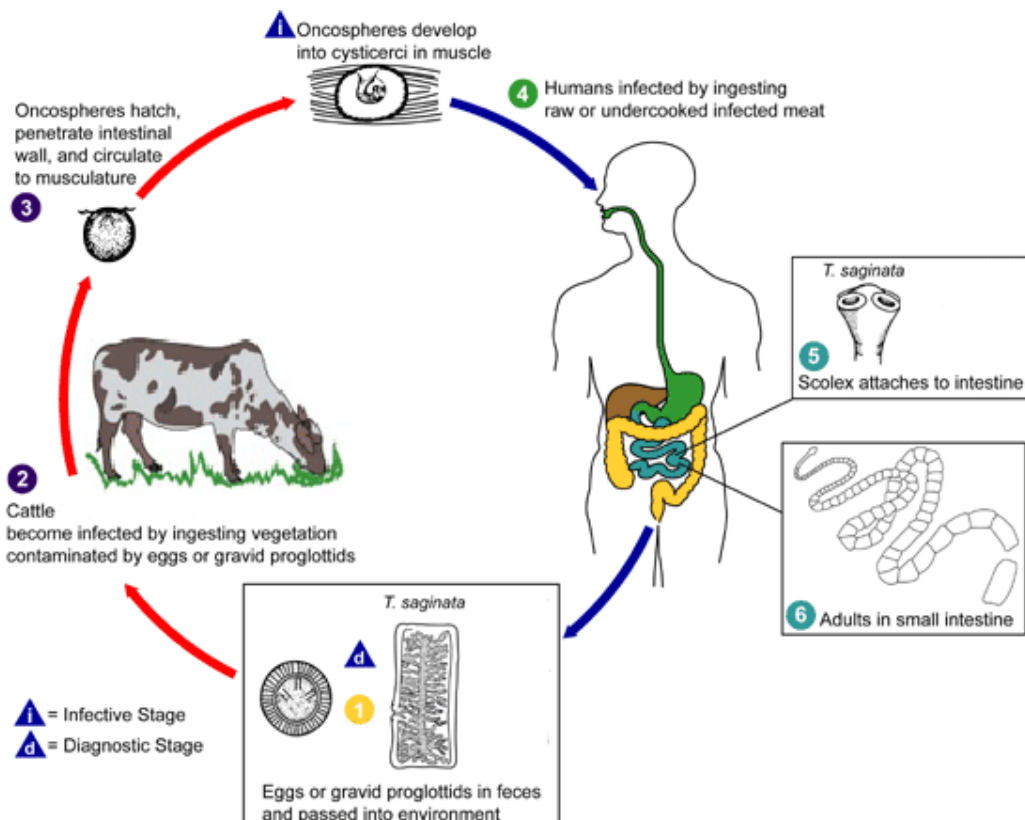 i
Oncospheres develop
into cysticerci in muscle
4
Humans infected by ingesting
raw or undercooked infected meat
Oncospheres hatch,
penetrate intestinal
wall, and circulate
to musculature
3
T. saginata
5
Scolex attaches to intestine
2
Cattle
become infected by ingesting vegetation
contaminated by eggs or gravid proglottids
6
Adults in small intestine
T. saginata
d
1
Eggs or gravid proglottids in feces
and passed into environment
i = Infective Stage
d = Diagnostic Stage